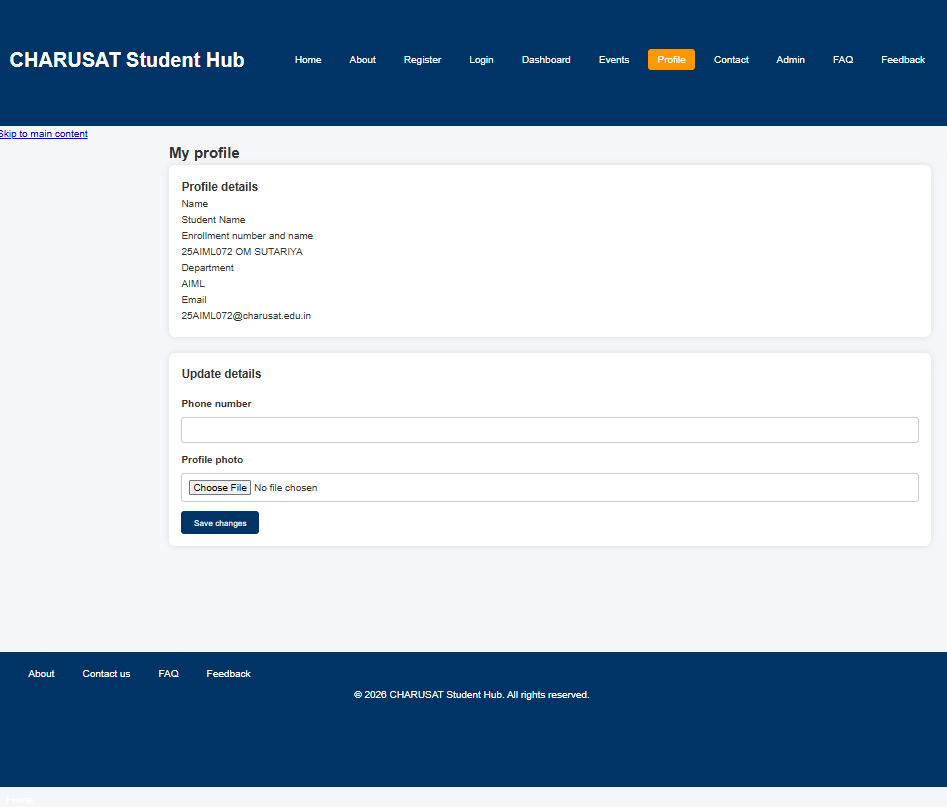 CHARUSAT Student Hub
Home About Register Login Dashboard Events Profile Contact Admin FAQ Feedback
Skip to main content
My profile
Profile details
Name
Student Name
Enrollment number and name
25AIML072 OM SUTARIYA
Department
AIML
Email
25AIML072@charusat.edu.in
Update details
Phone number
Profile photo
Choose File No file chosen
Save changes
About Contact us FAQ Feedback
© 2026 CHARUSAT Student Hub. All rights reserved.